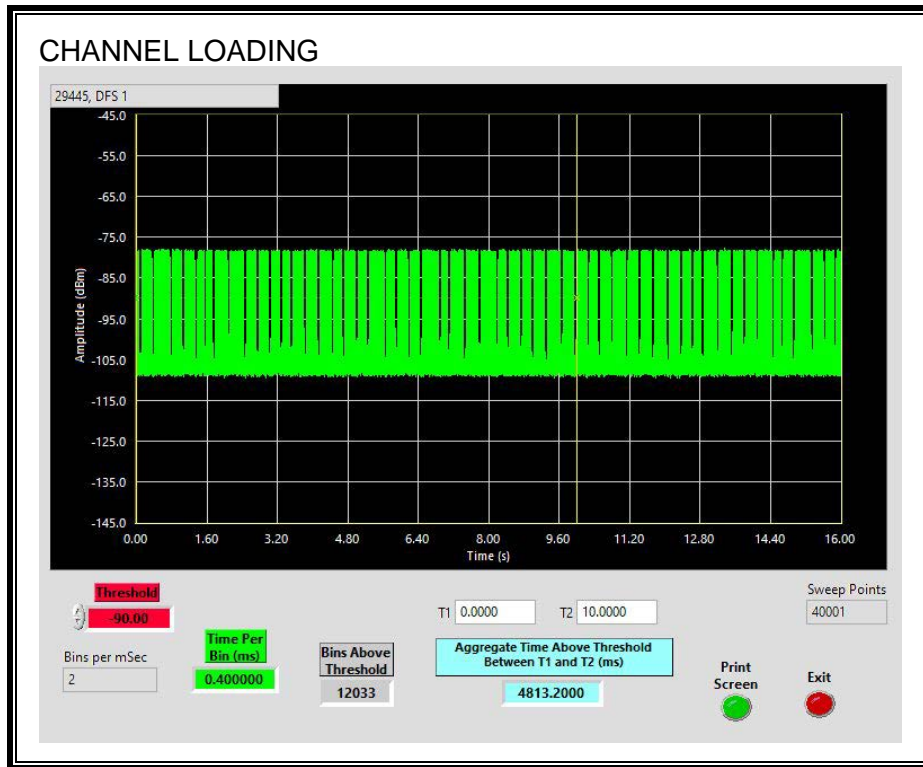 CHANNEL LOADING
29445, DFS 1
-45.0
-55.0
-65.0
-75.0
-85.0
-95.0
-105.0
-115.0
-125.0
-135.0
-145.0
Amplitude (dBm)
0.00 1.60 3.20 4.80 6.40 8.00 9.60 11.20 12.80 14.40 16.00
Time (s)
Threshold
-90.00
T1 0.0000 T2 10.0000
Sweep Points
40001
Bins per mSec
2
Time Per
Bin (ms)
0.400000
Bins Above
Threshold
12033
Aggregate Time Above Threshold
Between T1 and T2 (ms)
4813.2000
Print
Screen
Exit